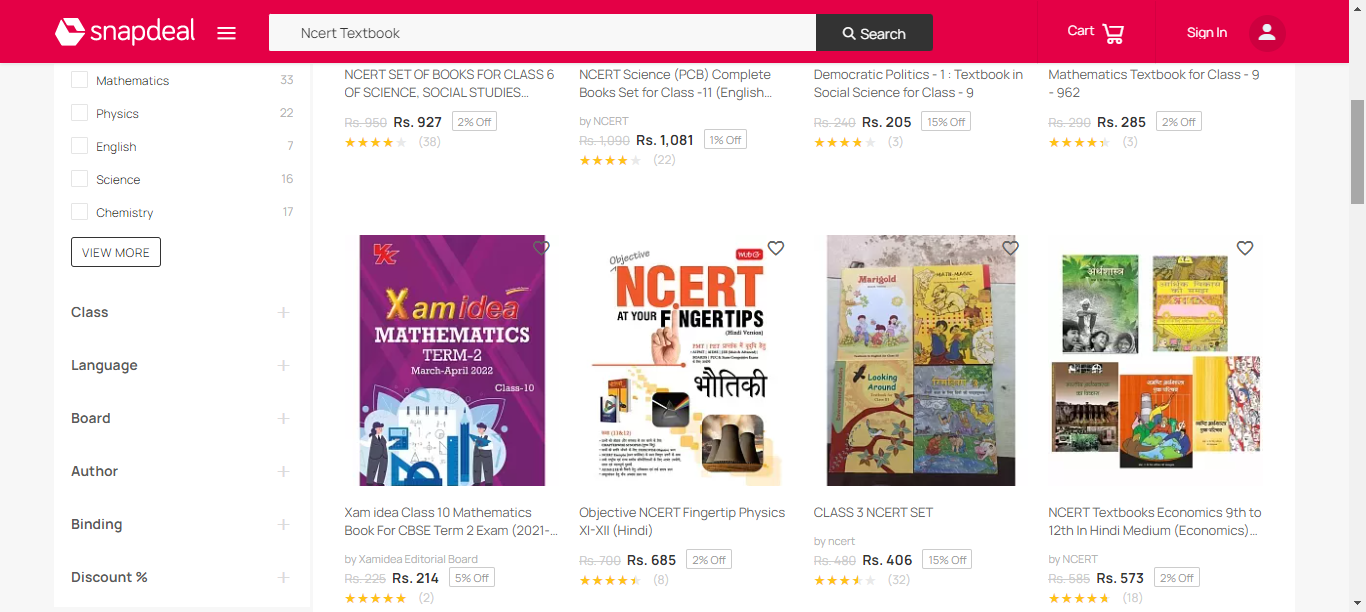 snapdeal
Ncert Textbook
Search
Cart
Sign In
Mathematics 33
Physics 22
English 7
Science 16
Chemistry 17
VIEW MORE
Class
Language
Board
Author
Binding
Discount %
NCERT SET OF BOOKS FOR CLASS 6
OF SCIENCE, SOCIAL STUDIES...
Rs. 950 Rs. 927 2% Off
(38)
NCERT Science (PCB) Complete
Books Set for Class -11 (English...
by NCERT
Rs. 1,090 Rs. 1,081 1% Off
(22)
Democratic Politics - 1 : Textbook in
Social Science for Class - 9
Rs. 240 Rs. 205 15% Off
(3)
Mathematics Textbook for Class - 9
- 962
Rs. 290 Rs. 285 2% Off
(3)
Xam idea
MATHEMATICS
TERM-2
March-April 2022
Class-10
Xam idea Class 10 Mathematics
Book For CBSE Term 2 Exam (2021-...
by Xamidea Editorial Board
Rs. 225 Rs. 214 5% Off
(2)
Objective
NCERT
AT YOUR FINGERTIPS
(Hindi Version)
भौतिकी
Objective NCERT Fingertip Physics
XI-XII (Hindi)
Rs. 700 Rs. 685 2% Off
(8)
Marigold
MATH-MAGIC
Looking
Around
CLASS 3 NCERT SET
by ncert
Rs. 480 Rs. 406 15% Off
(32)
अर्थशास्त्र
NCERT Textbooks Economics 9th to
12th In Hindi Medium (Economics)...
by NCERT
Rs. 585 Rs. 573 2% Off
(18)